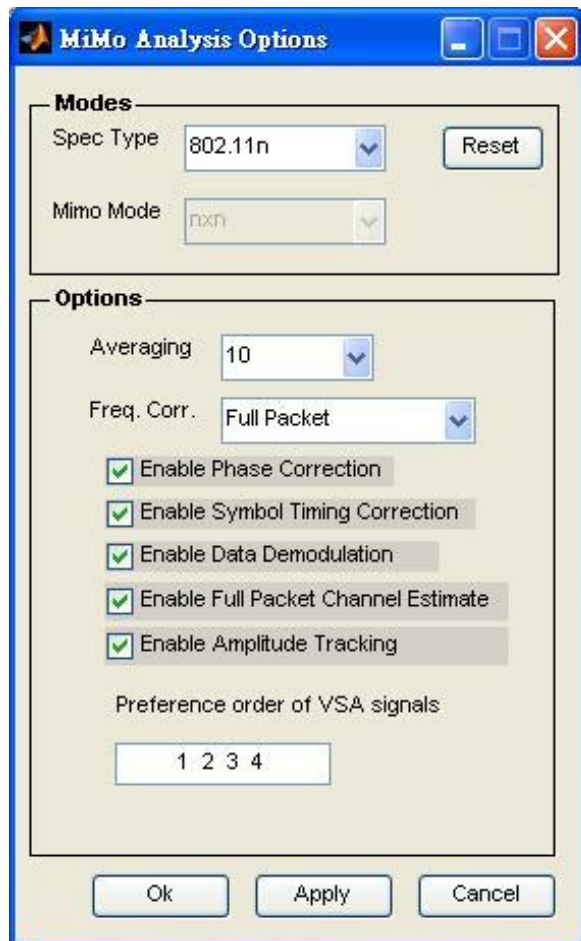 MiMo Analysis Options
Modes
Spec Type 802.11n Reset
Mimo Mode nxn
Options
Averaging 10
Freq. Corr. Full Packet
Enable Phase Correction
Enable Symbol Timing Correction
Enable Data Demodulation
Enable Full Packet Channel Estimate
Enable Amplitude Tracking
Preference order of VSA signals
1 2 3 4
Ok Apply Cancel